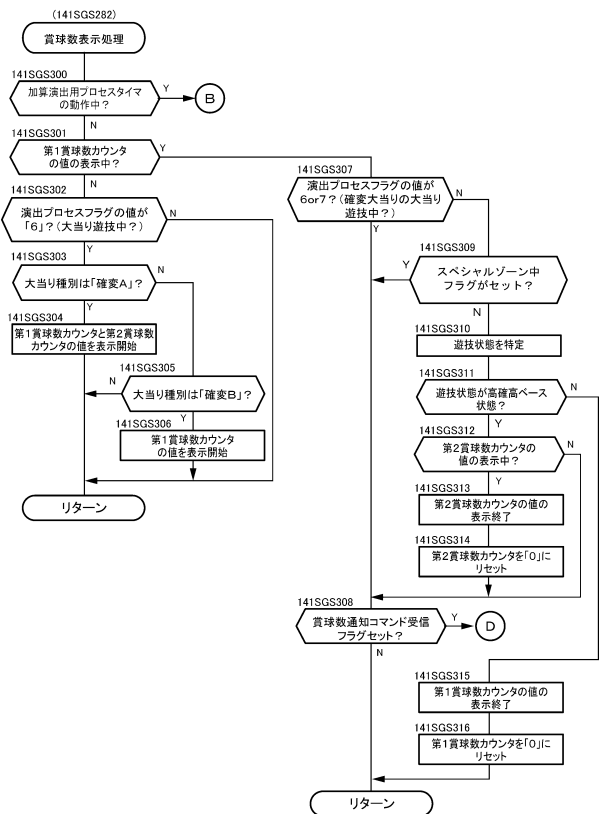 (141SGS282)
賞球数表示処理
141SGS300
加算演出用プロセスタイマ
の動作中？
Y
B
N
141SGS301
第1賞球数カウンタ
の値の表示中？
Y
N
141SGS302
演出プロセスフラグの値が
「6」？(大当り遊技中？)
N
Y
141SGS303
大当り種別は「確変A」？
N
Y
141SGS304
第1賞球数カウンタと第2賞球数
カウンタの値を表示開始
141SGS305
大当り種別は「確変B」？
N
Y
141SGS306
第1賞球数カウンタ
の値を表示開始
リターン
141SGS307
演出プロセスフラグの値が
6or7？(確変大当りの大当り
遊技中？)
N
Y
141SGS309
スペシャルゾーン中
フラグがセット？
Y
N
141SGS310
遊技状態を特定
141SGS311
遊技状態が高確高ベース
状態？
N
Y
141SGS312
第2賞球数カウンタの
値の表示中？
N
Y
141SGS313
第2賞球数カウンタの値の
表示終了
141SGS314
第2賞球数カウンタを「0」に
リセット
141SGS308
賞球数通知コマンド受信
フラグセット？
Y
D
N
141SGS315
第1賞球数カウンタの値の
表示終了
141SGS316
第1賞球数カウンタを「0」に
リセット
リターン